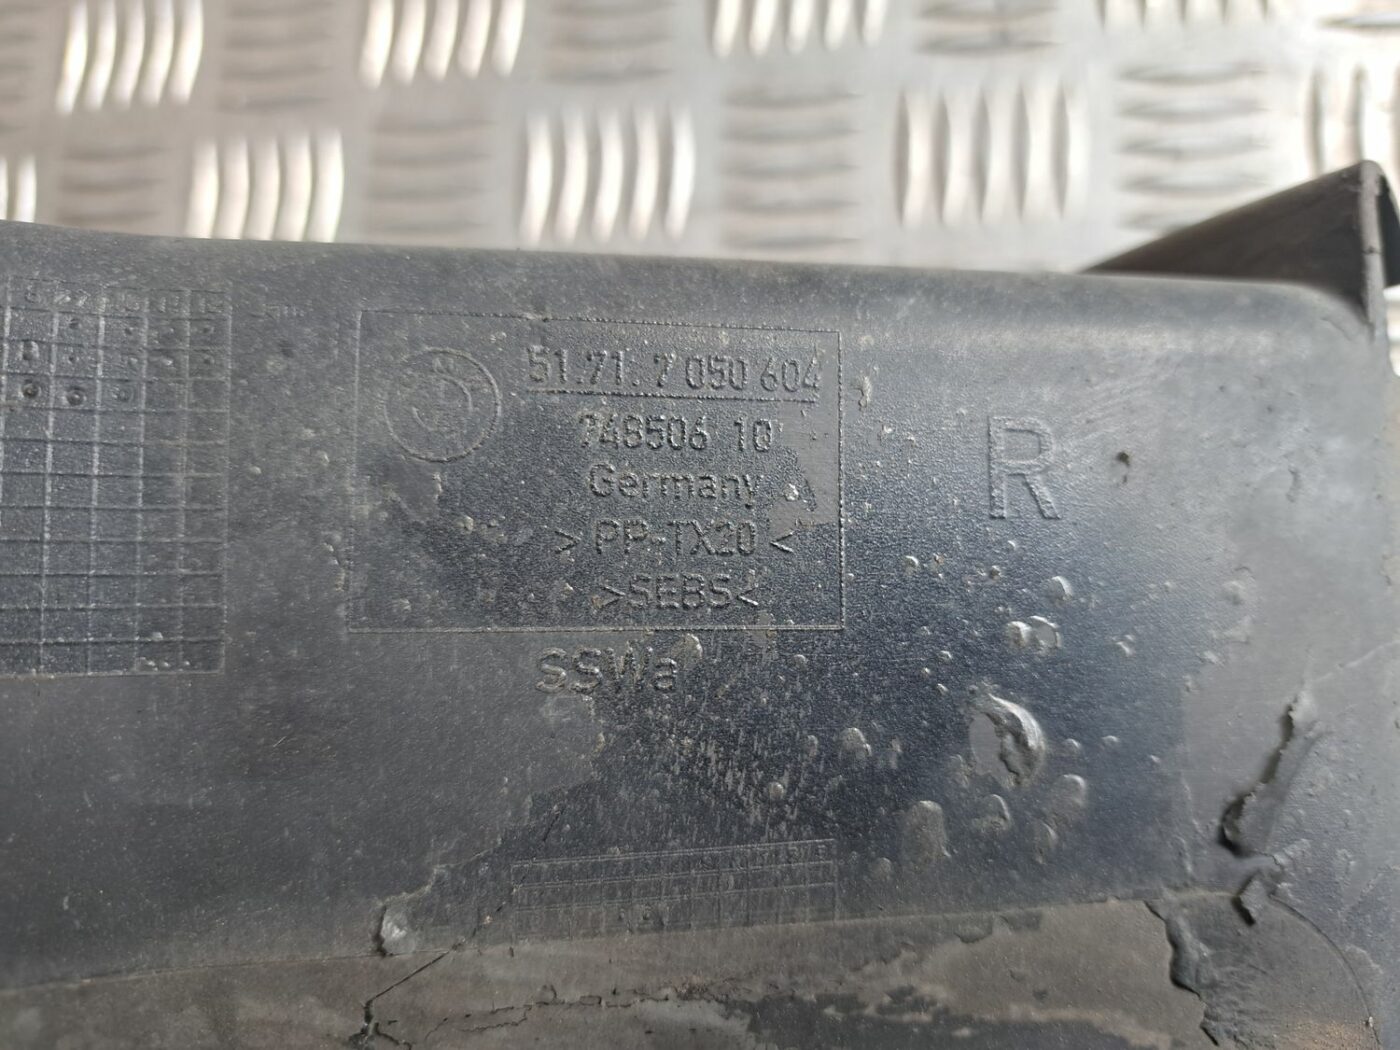 51.71.7 050 604
748506 10
Germany
R
> PP-TX20 <
>SEBS<
SSWa